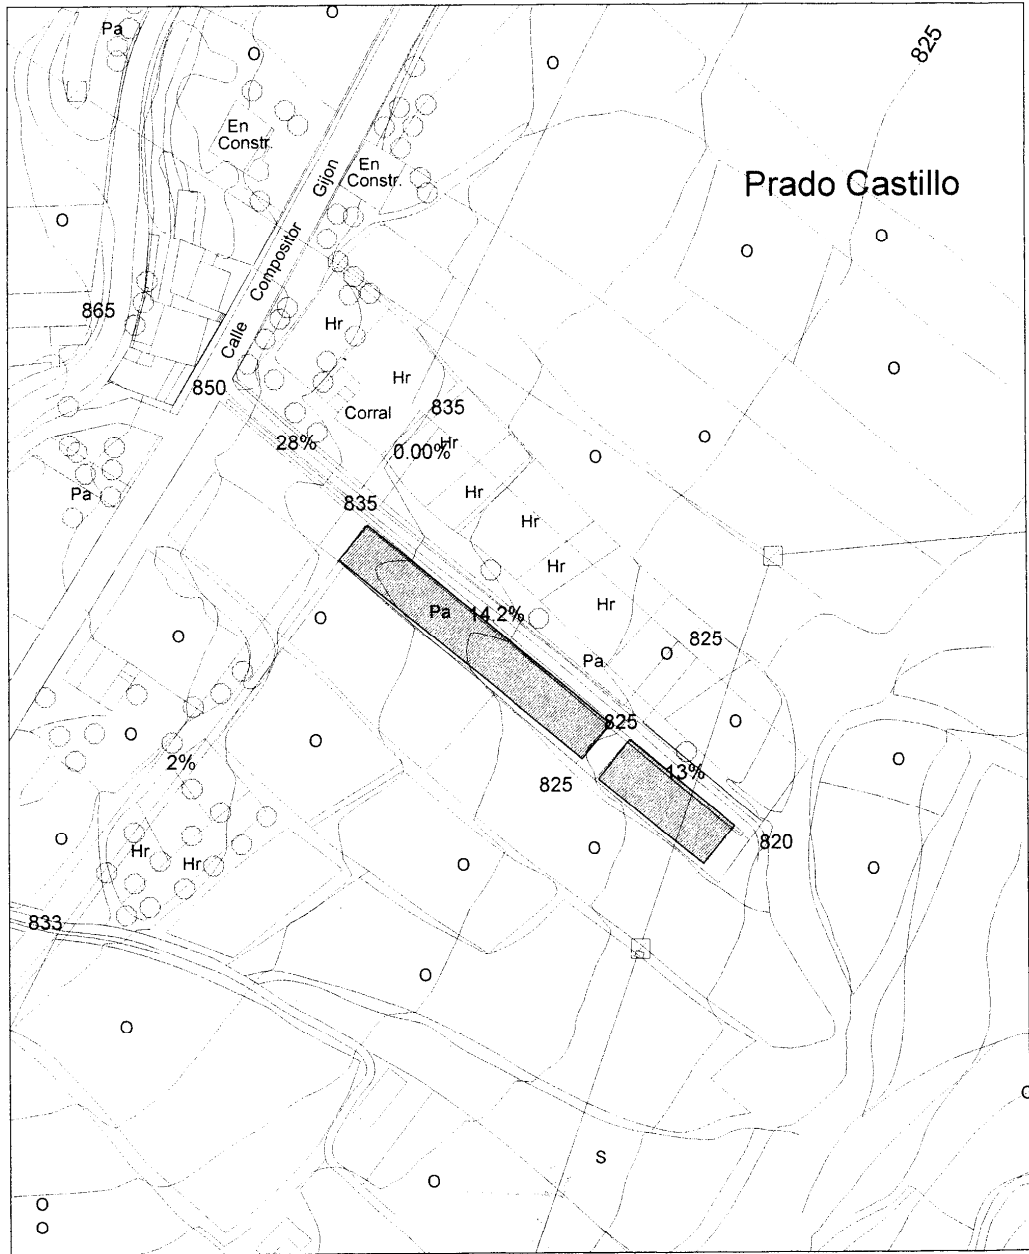 Pa
825
En
Constr.
En
Constr.
Prado Castillo
Calle Compositor Gijon
865
Hr
850
Hr
Corral
835
28%
0.00%
Hr
Pa
835
Hr
Hr
Hr
Pa
14.2%
Hr
825
Pa
825
2%
825
13%
820
Hr
Hr
833
S